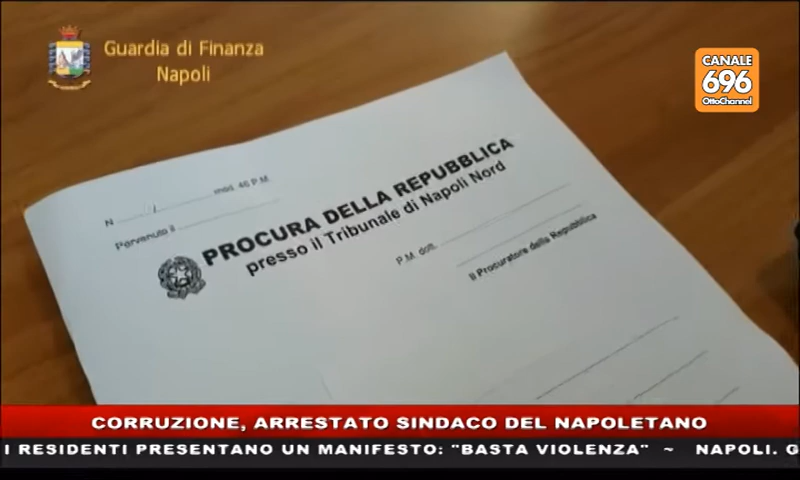 Guardia di Finanza
Napoli
CANALE
696
OttoChannel
N ......... / ............... mod. 46 P.M.
Pervenuto il
PROCURA DELLA REPUBBLICA
presso il Tribunale di Napoli Nord
P.M. dott.
Il Procuratore della Repubblica
CORRUZIONE, ARRESTATO SINDACO DEL NAPOLETANO
I RESIDENTI PRESENTANO UN MANIFESTO: "BASTA VIOLENZA" ~ NAPOLI. G